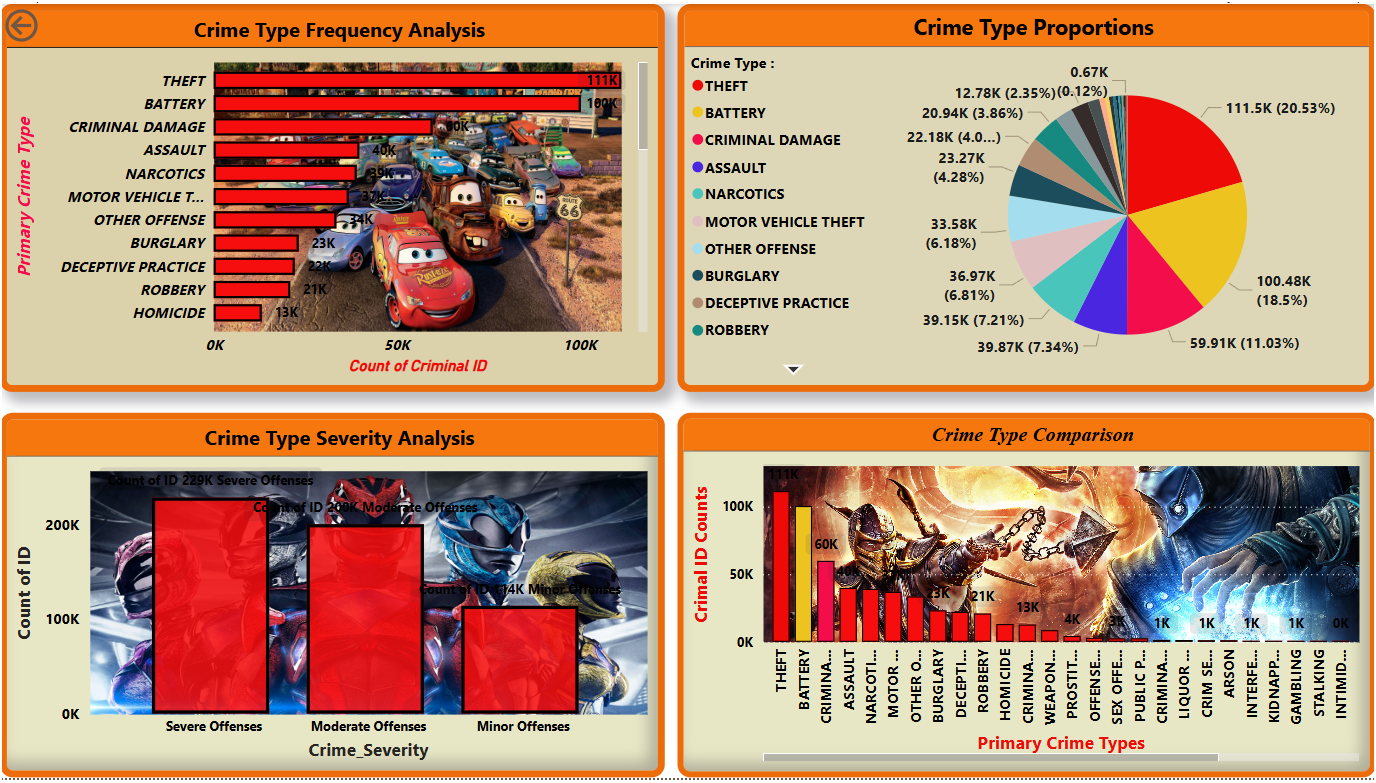 Crime Type Frequency Analysis
Primary Crime Type
THEFT
111K
BATTERY
100K
CRIMINAL DAMAGE
60K
ASSAULT
40K
NARCOTICS
39K
MOTOR VEHICLE T...
37K
OTHER OFFENSE
34K
BURGLARY
23K
DECEPTIVE PRACTICE
22K
ROBBERY
21K
HOMICIDE
13K
0K
50K
100K
Count of Criminal ID
ROUTE
66
Crime Type Proportions
Crime Type :
THEFT
BATTERY
CRIMINAL DAMAGE
ASSAULT
NARCOTICS
MOTOR VEHICLE THEFT
OTHER OFFENSE
BURGLARY
DECEPTIVE PRACTICE
ROBBERY
0.67K
(0.12%)
12.78K (2.35%)
20.94K (3.86%)
22.18K (4.0...)
23.27K
(4.28%)
33.58K
(6.18%)
36.97K
(6.81%)
39.15K (7.21%)
39.87K (7.34%)
59.91K (11.03%)
100.48K
(18.5%)
111.5K (20.53%)
Crime Type Severity Analysis
Count of ID
200K
100K
0K
Count of ID 229K Severe Offenses
Count of ID 200K Moderate Offenses
Count of ID 114K Minor Offenses
Severe Offenses
Moderate Offenses
Minor Offenses
Crime_Severity
Crime Type Comparison
Crimal ID Counts
100K
50K
0K
111K
60K
23K
21K
13K
4K
3K
1K
1K
1K
1K
0K
THEFT
BATTERY
CRIMINA...
ASSAULT
NARCOTI...
MOTOR ...
OTHER O...
BURGLARY
DECEPTI...
ROBBERY
HOMICIDE
CRIMINA...
WEAPON...
PROSTIT...
OFFENSE...
SEX OFFE...
PUBLIC P...
CRIMINA...
LIQUOR ...
CRIM SE...
ARSON
INTERFE...
KIDNAPP...
GAMBLING
STALKING
INTIMID...
Primary Crime Types